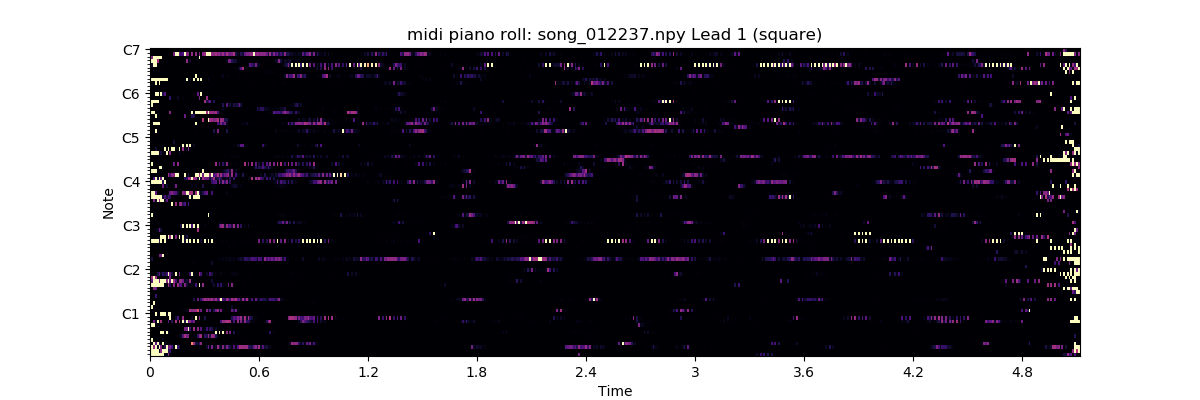 midi piano roll: song_012237.npy Lead 1 (square)
C7
C6
C5
C4
C3
C2
C1
Note
0 0.6 1.2 1.8 2.4 3 3.6 4.2 4.8
Time